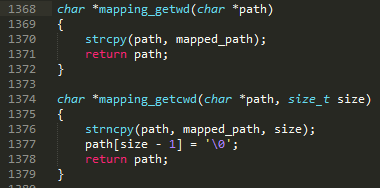 1368 char *mapping_getwd(char *path)
1369 {
1370     strcpy(path, mapped_path);
1371     return path;
1372 }
1373
1374 char *mapping_getcwd(char *path, size_t size)
1375 {
1376     strncpy(path, mapped_path, size);
1377     path[size - 1] = '\0';
1378     return path;
1379 }